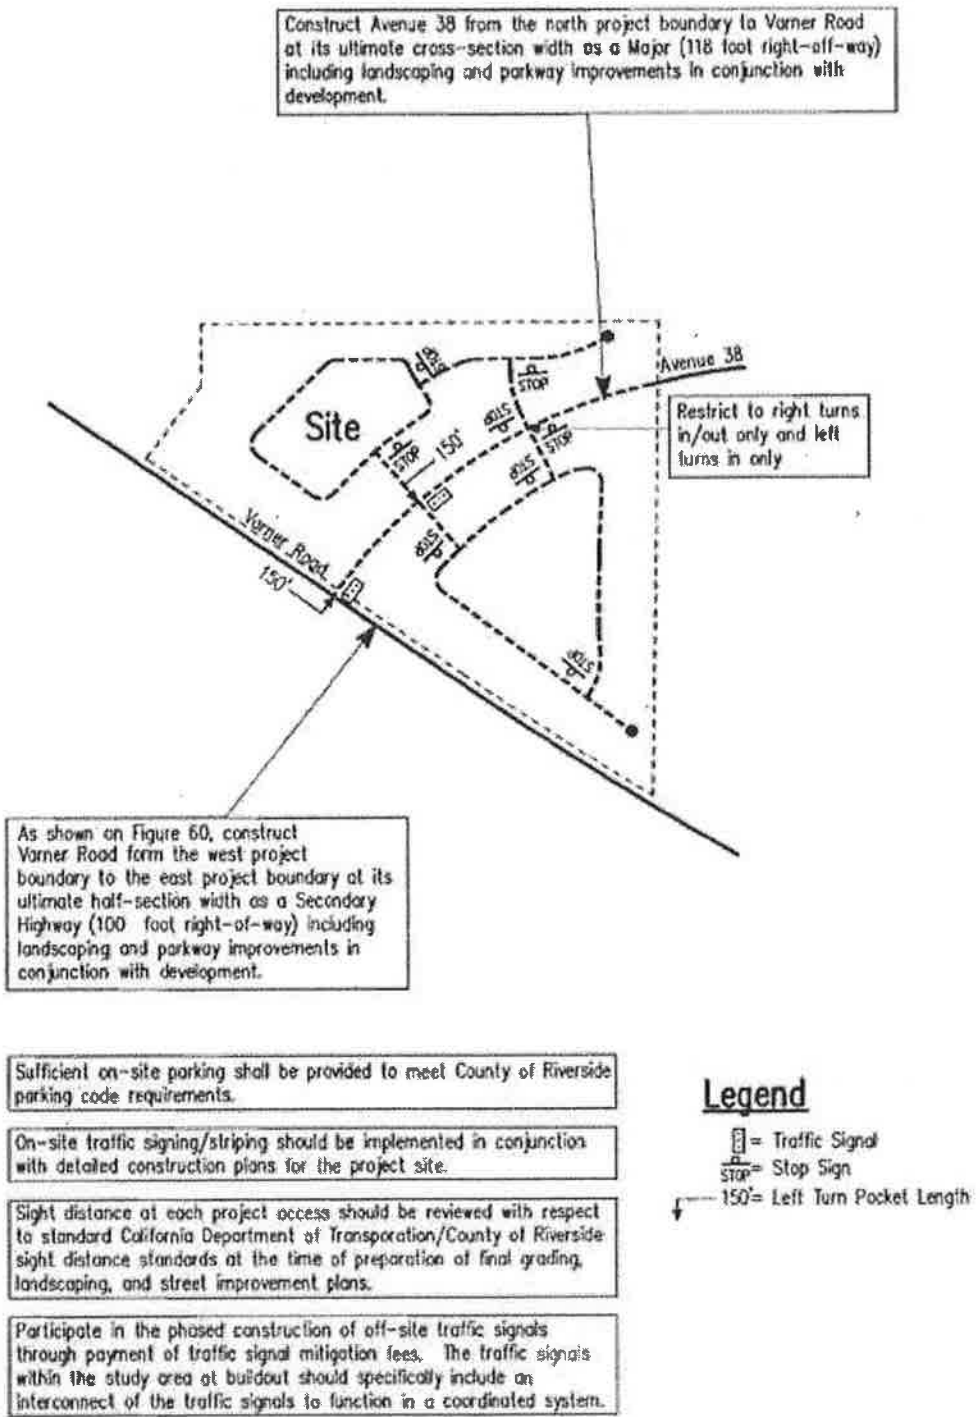 Construct Avenue 38 from the north project boundary to Varner Road
at its ultimate cross-section width as a Major (118 foot right-off-way)
including landscaping and parkway improvements in conjunction with
development.
Avenue 38
STOP
STOP
STOP
STOP
Restrict to right turns
in/out only and left
turns in only
Site
STOP
150'
STOP
STOP
Varner Road
150'
STOP
As shown on Figure 60, construct
Varner Road form the west project
boundary to the east project boundary at its
ultimate half-section width as a Secondary
Highway (100 foot right-of-way) including
landscaping and parkway improvements in
conjunction with development.
Sufficient on-site parking shall be provided to meet County of Riverside
parking code requirements.
On-site traffic signing/striping should be implemented in conjunction
with detailed construction plans for the project site.
Sight distance at each project access should be reviewed with respect
to standard California Department of Transporation/County of Riverside
sight distance standards at the time of preparation of final grading,
landscaping, and street improvement plans.
Participate in the phased construction of off-site traffic signals
through payment of traffic signal mitigation fees. The traffic signals
within the study area at buildout should specifically include an
interconnect of the traffic signals to function in a coordinated system.
Legend
= Traffic Signal
STOP = Stop Sign
150' = Left Turn Pocket Length